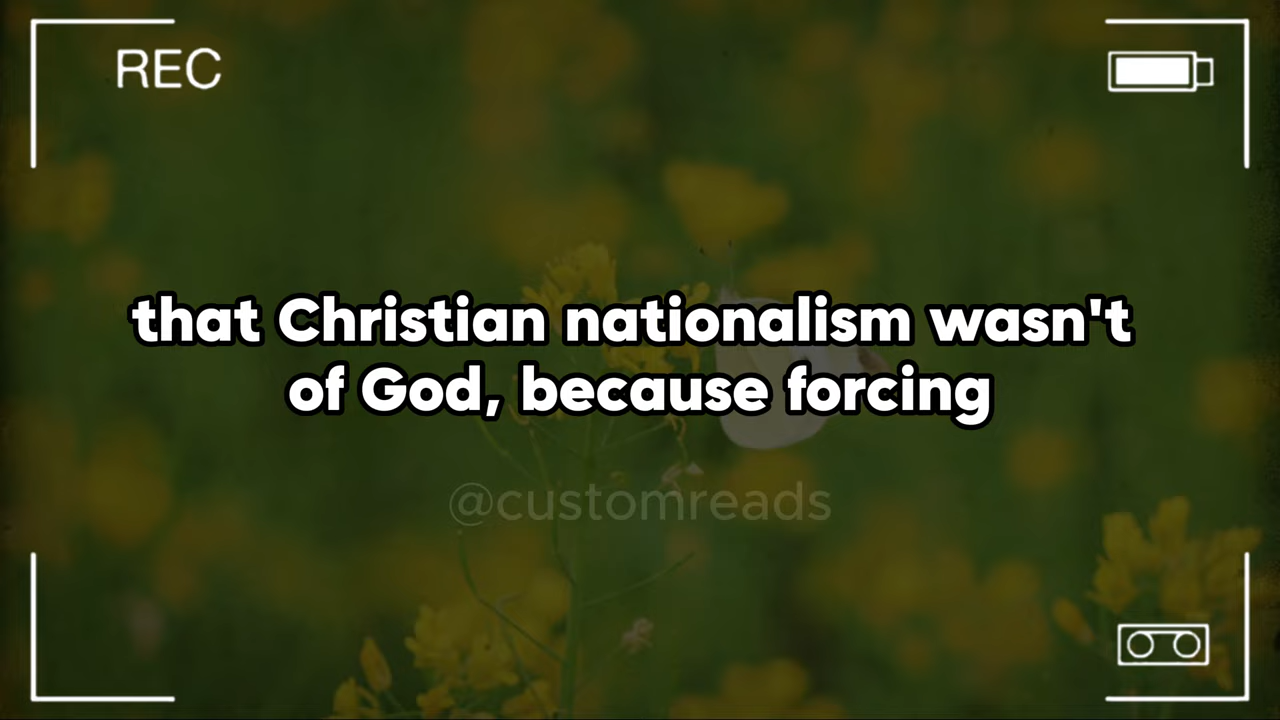 REC
that Christian nationalism wasn't
of God, because forcing
@customreads